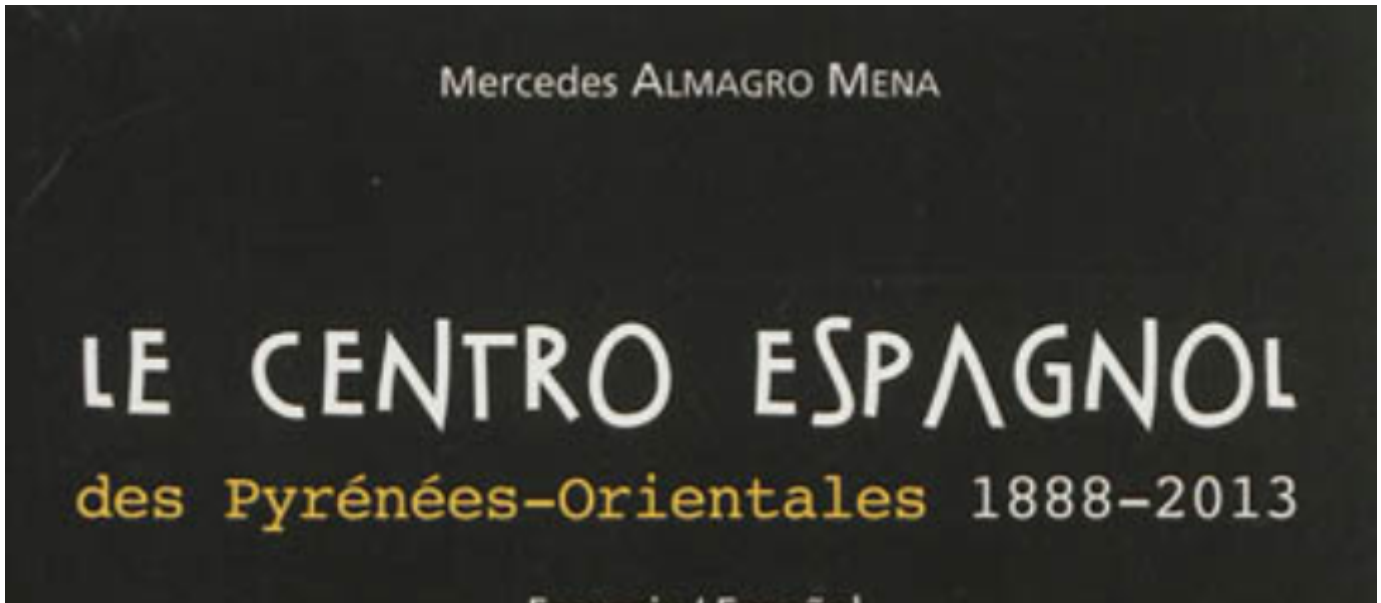 Mercedes ALMAGRO MENA
LE CENTRO ESPAGNOL
des Pyrénées-Orientales 1888-2013